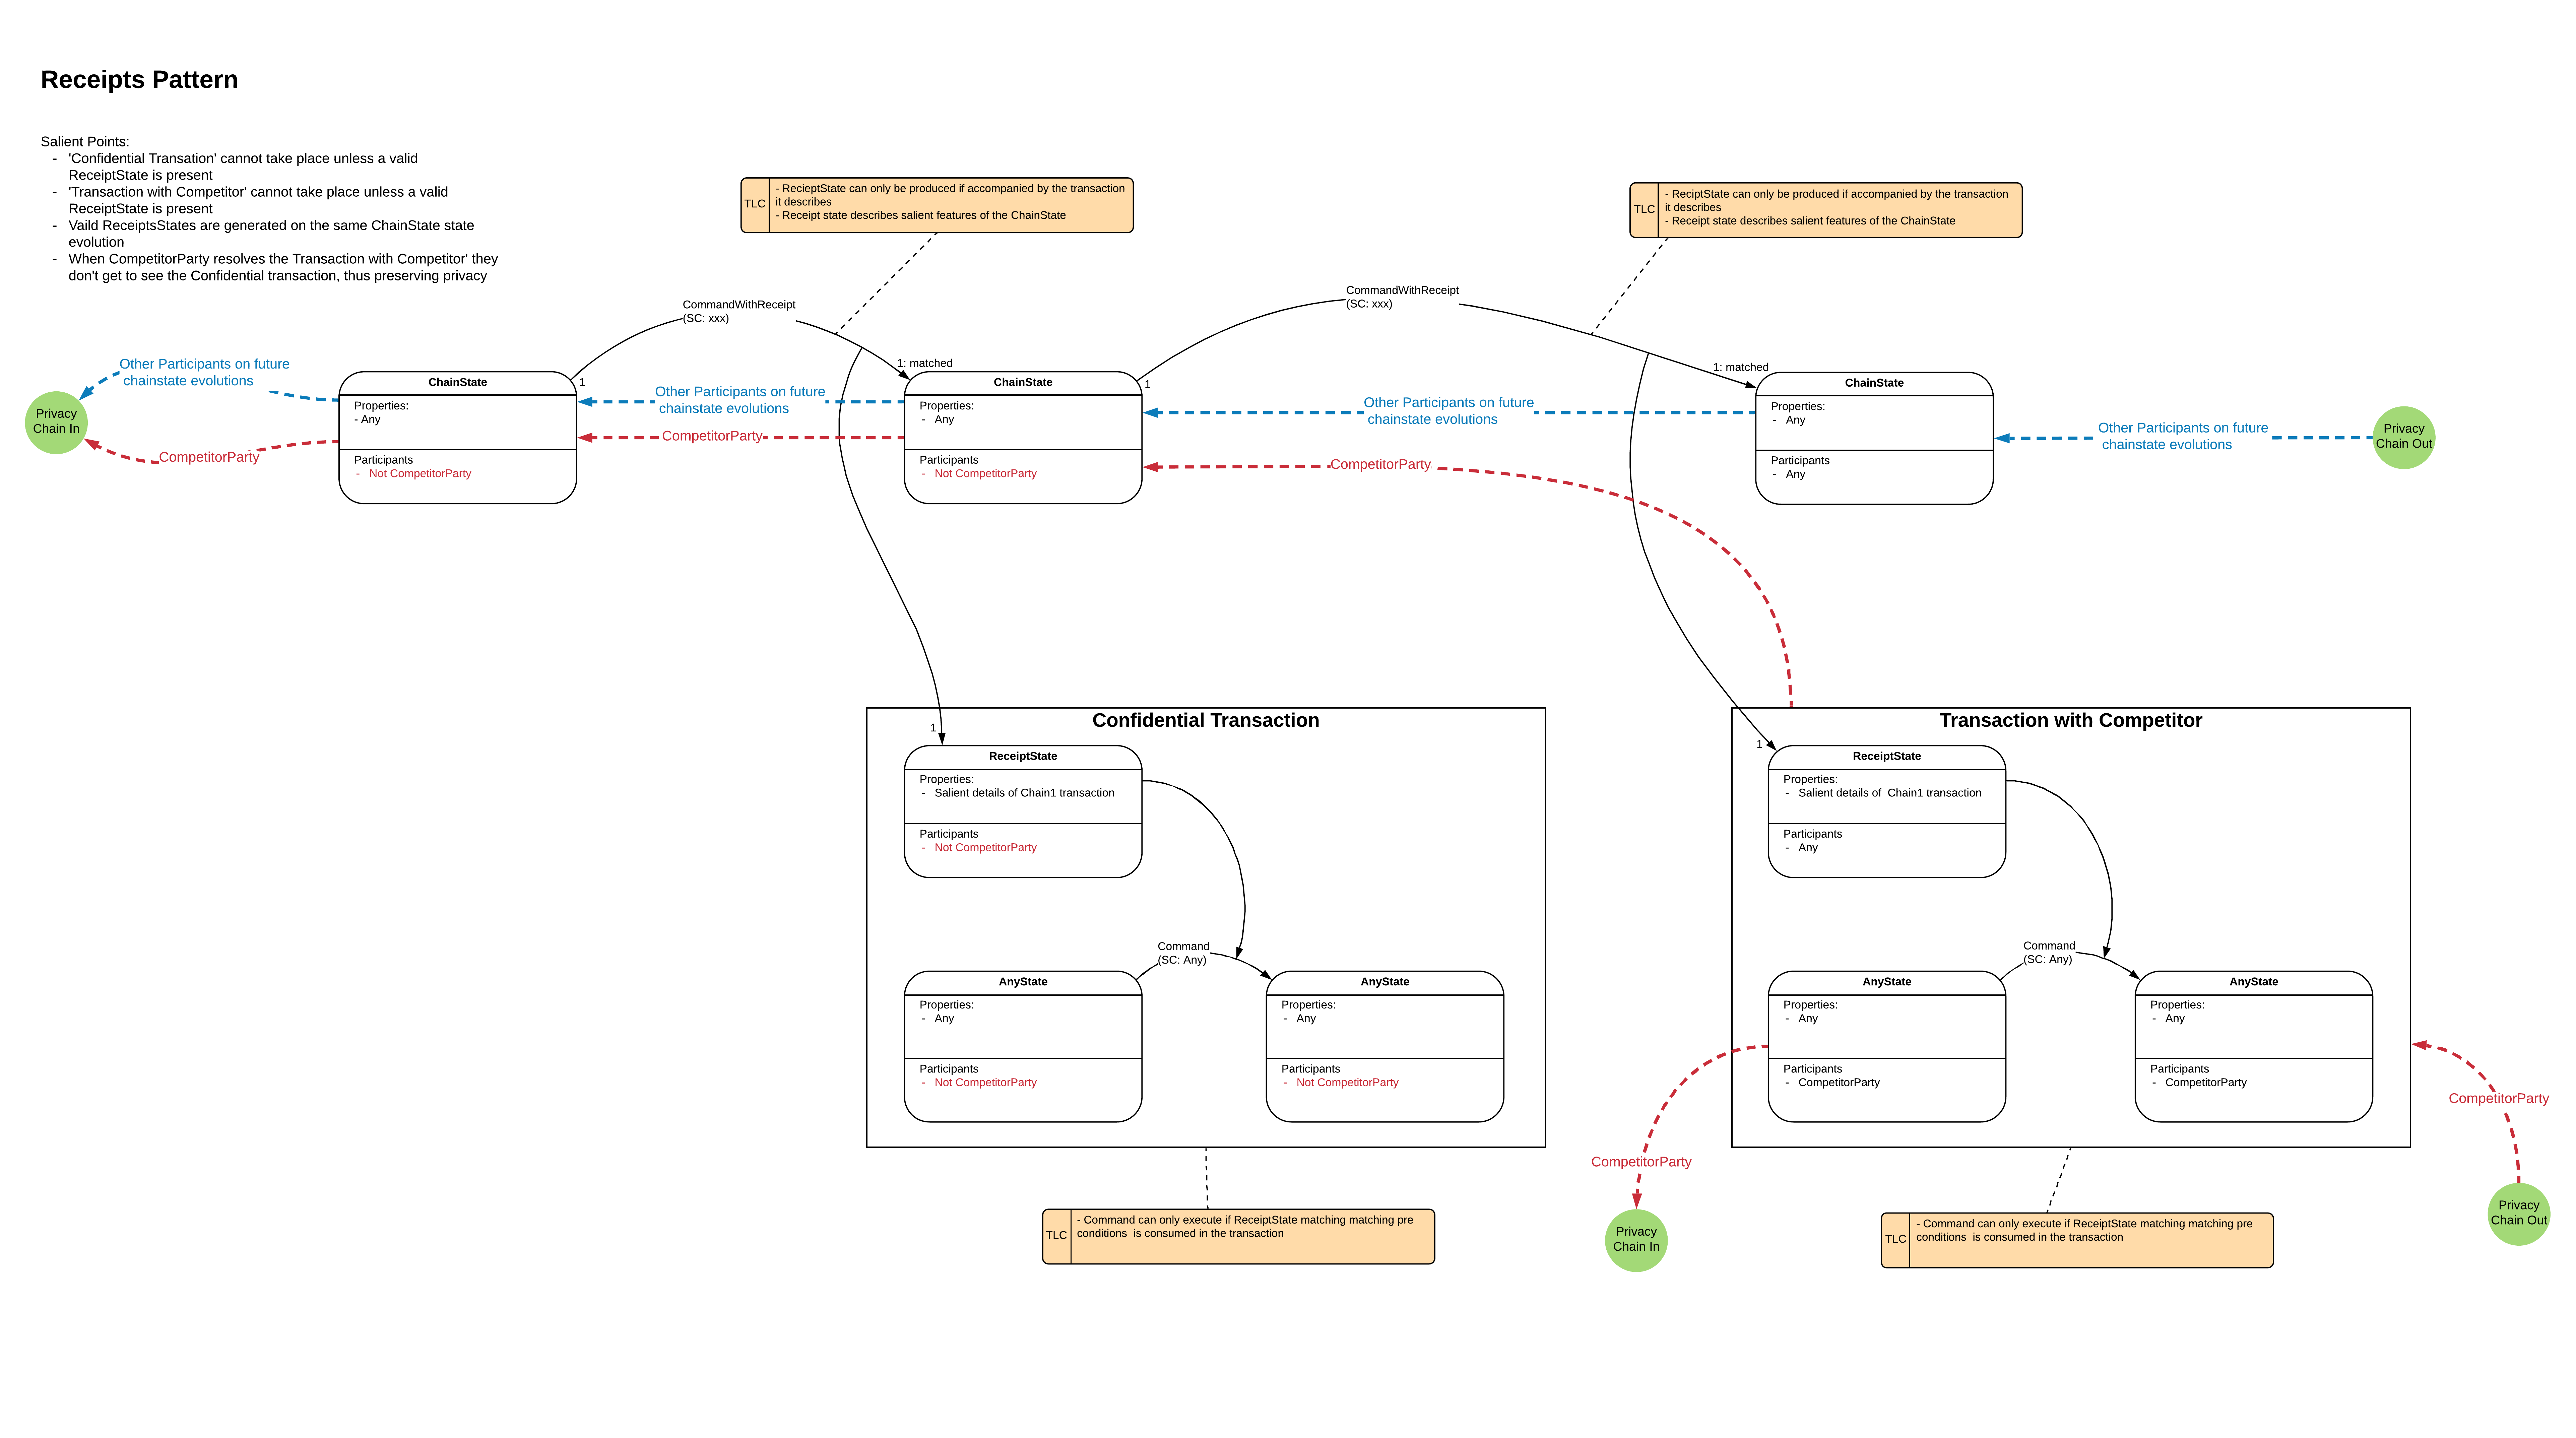 Receipts Pattern
Salient Points:
- 'Confidential Transation' cannot take place unless a valid
ReceiptState is present
- 'Transaction with Competitor' cannot take place unless a valid
ReceiptState is present
- Vaild ReceiptsStates are generated on the same ChainState state
evolution
- When CompetitorParty resolves the Transaction with Competitor' they
don't get to see the Confidential transaction, thus preserving privacy
TLC
- RecieptState can only be produced if accompanied by the transaction
it describes
- Receipt state describes salient features of the ChainState
TLC
- ReciptState can only be produced if accompanied by the transaction
it describes
- Receipt state describes salient features of the ChainState
CommandWithReceipt
(SC: xxx)
CommandWithReceipt
(SC: xxx)
Privacy
Chain In
Other Participants on future
chainstate evolutions
CompetitorParty
ChainState
Properties:
- Any
Participants
- Not CompetitorParty
1
1: matched
Other Participants on future
chainstate evolutions
CompetitorParty
ChainState
Properties:
- Any
Participants
- Not CompetitorParty
1
1: matched
Other Participants on future
chainstate evolutions
CompetitorParty
ChainState
Properties:
- Any
Participants
- Any
Other Participants on future
chainstate evolutions
Privacy
Chain Out
Confidential Transaction
1
ReceiptState
Properties:
- Salient details of Chain1 transaction
Participants
- Not CompetitorParty
Command
(SC: Any)
AnyState
Properties:
- Any
Participants
- Not CompetitorParty
AnyState
Properties:
- Any
Participants
- Not CompetitorParty
TLC
- Command can only execute if ReceiptState matching matching pre
conditions is consumed in the transaction
Transaction with Competitor
1
ReceiptState
Properties:
- Salient details of Chain1 transaction
Participants
- Any
Command
(SC: Any)
AnyState
Properties:
- Any
Participants
- CompetitorParty
AnyState
Properties:
- Any
Participants
- CompetitorParty
CompetitorParty
Privacy
Chain In
CompetitorParty
Privacy
Chain Out
TLC
- Command can only execute if ReceiptState matching matching pre
conditions is consumed in the transaction